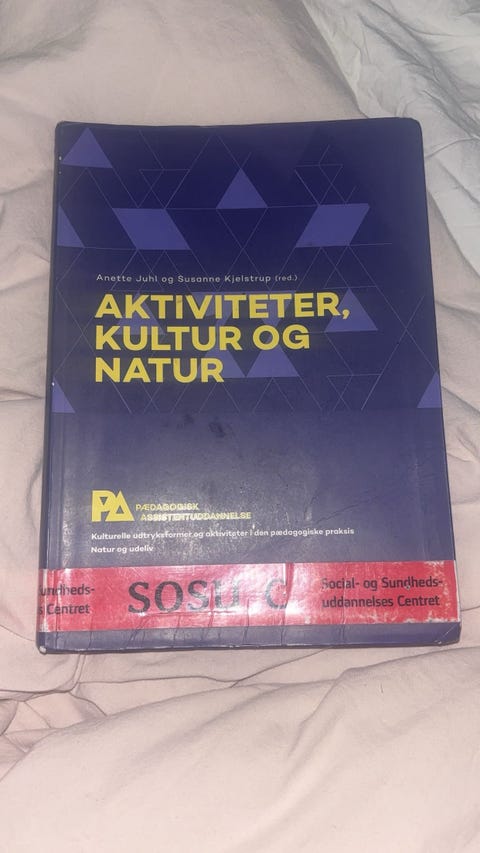 Anette Juhl og Susanne Kjelstrup (red.)
AKTIVITETER,
KULTUR OG
NATUR
PA PÆDAGOGISK
ASSISTENTUDDANNELSE
Kulturelle udtryksformer og aktiviteter i den pædagogiske praksis
Natur og udeliv
undheds-
s Centret
SOSU C
Social- og Sundheds-
uddannelses Centret